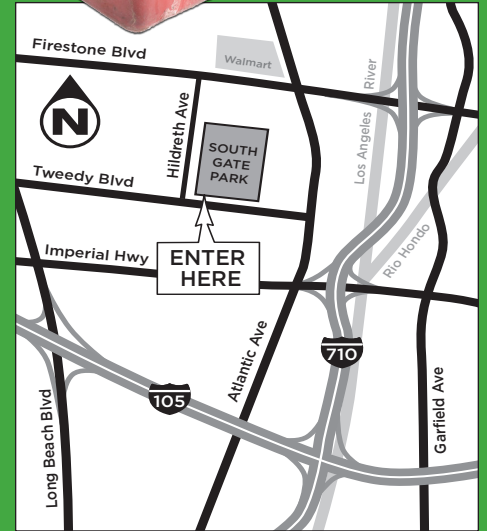 Firestone Blvd
Walmart
Los Angeles River
N
Hildreth Ave
SOUTH
GATE
PARK
Tweedy Blvd
Rio Hondo
Imperial Hwy
ENTER
HERE
710
Atlantic Ave
105
Garfield Ave
Long Beach Blvd